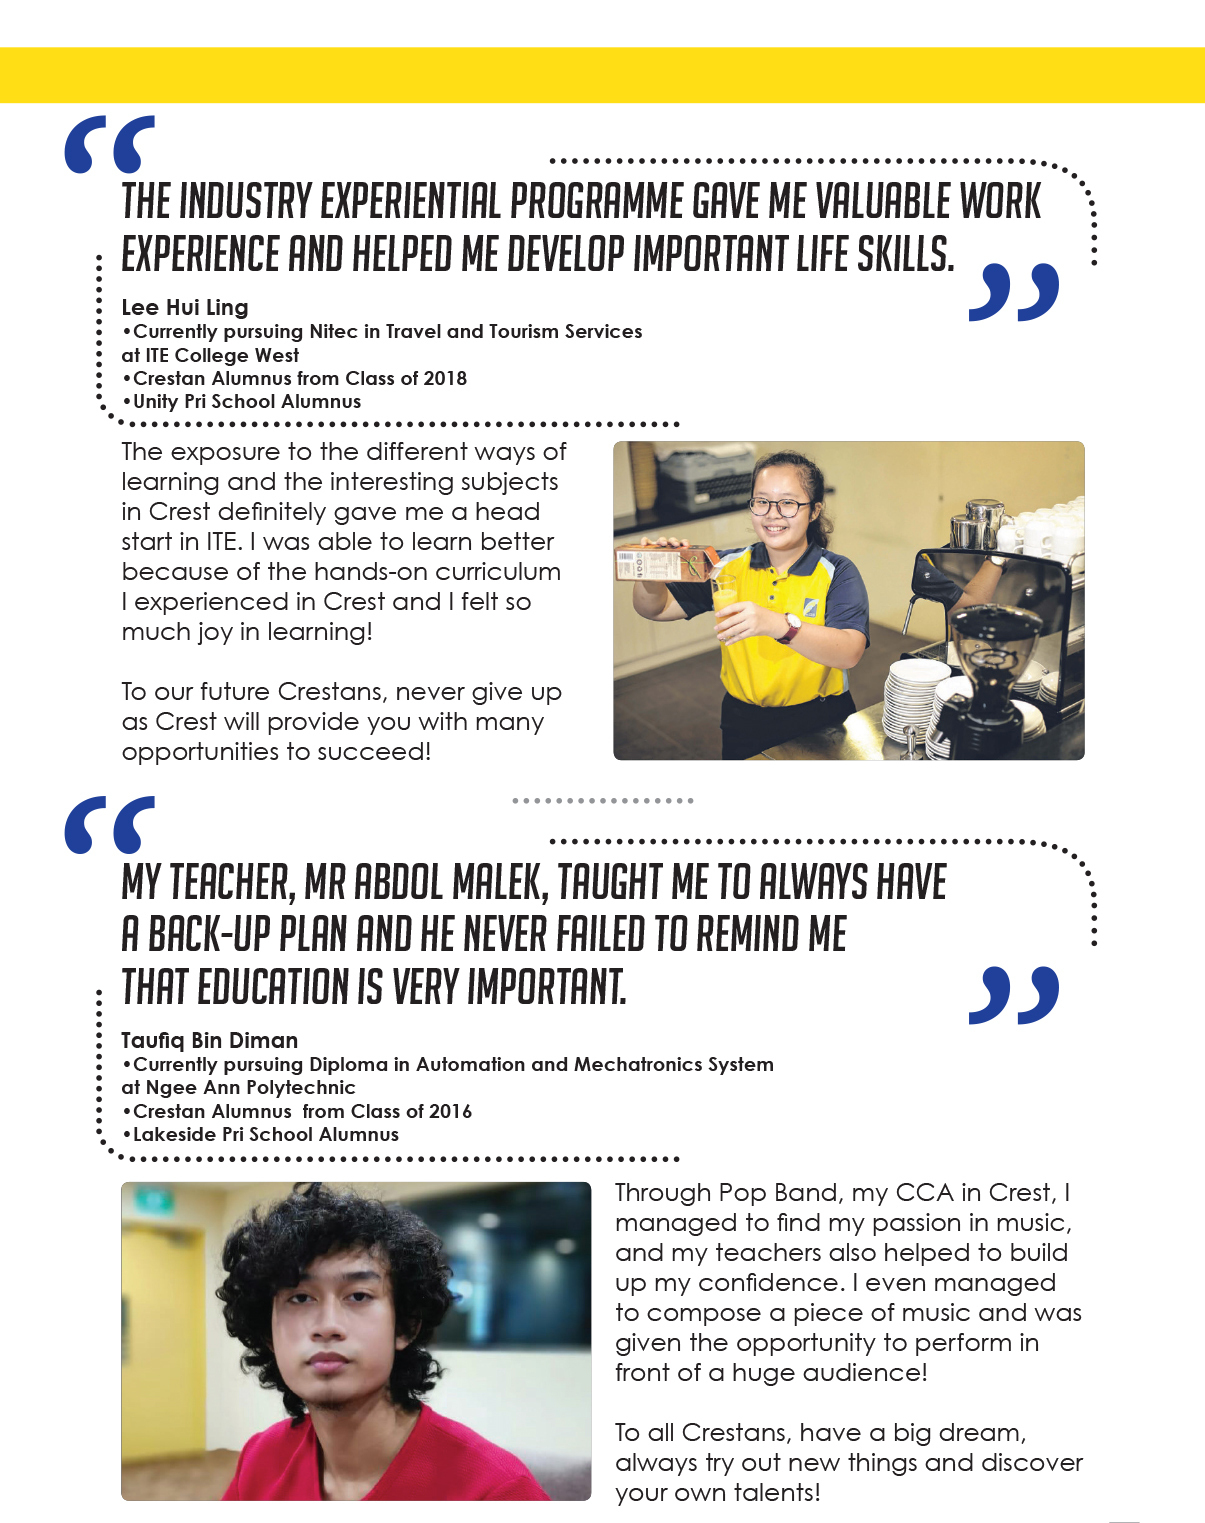 THE INDUSTRY EXPERIENTIAL PROGRAMME GAVE ME VALUABLE WORK
EXPERIENCE AND HELPED ME DEVELOP IMPORTANT LIFE SKILLS.
Lee Hui Ling
•Currently pursuing Nitec in Travel and Tourism Services
at ITE College West
•Crestan Alumnus from Class of 2018
•Unity Pri School Alumnus
The exposure to the different ways of
learning and the interesting subjects
in Crest definitely gave me a head
start in ITE. I was able to learn better
because of the hands-on curriculum
I experienced in Crest and I felt so
much joy in learning!
To our future Crestans, never give up
as Crest will provide you with many
opportunities to succeed!
MY TEACHER, MR ABDOL MALEK, TAUGHT ME TO ALWAYS HAVE
A BACK-UP PLAN AND HE NEVER FAILED TO REMIND ME
THAT EDUCATION IS VERY IMPORTANT.
Taufiq Bin Diman
•Currently pursuing Diploma in Automation and Mechatronics System
at Ngee Ann Polytechnic
•Crestan Alumnus  from Class of 2016
•Lakeside Pri School Alumnus
Through Pop Band, my CCA in Crest, I
managed to find my passion in music,
and my teachers also helped to build
up my confidence. I even managed
to compose a piece of music and was
given the opportunity to perform in
front of a huge audience!
To all Crestans, have a big dream,
always try out new things and discover
your own talents!